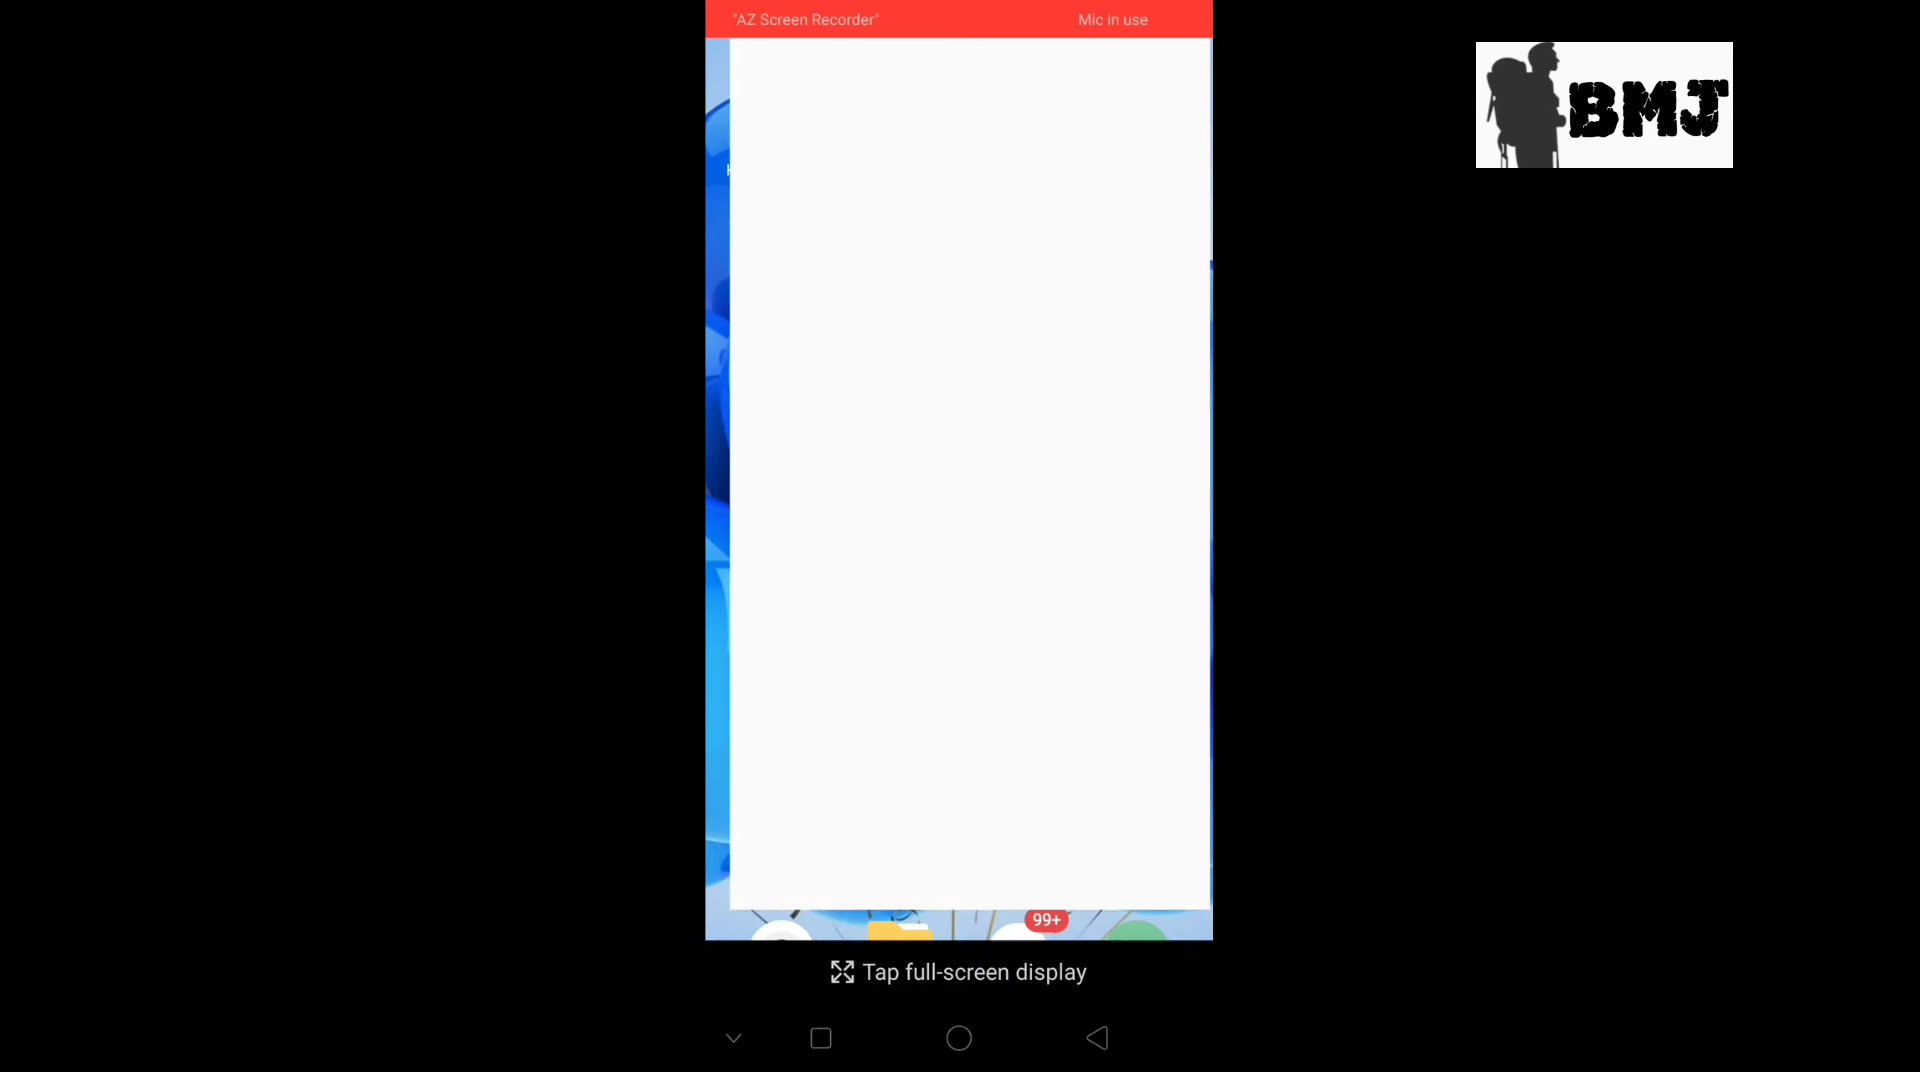 "AZ Screen Recorder" Mic in use
BMJ
99+
Tap full-screen display